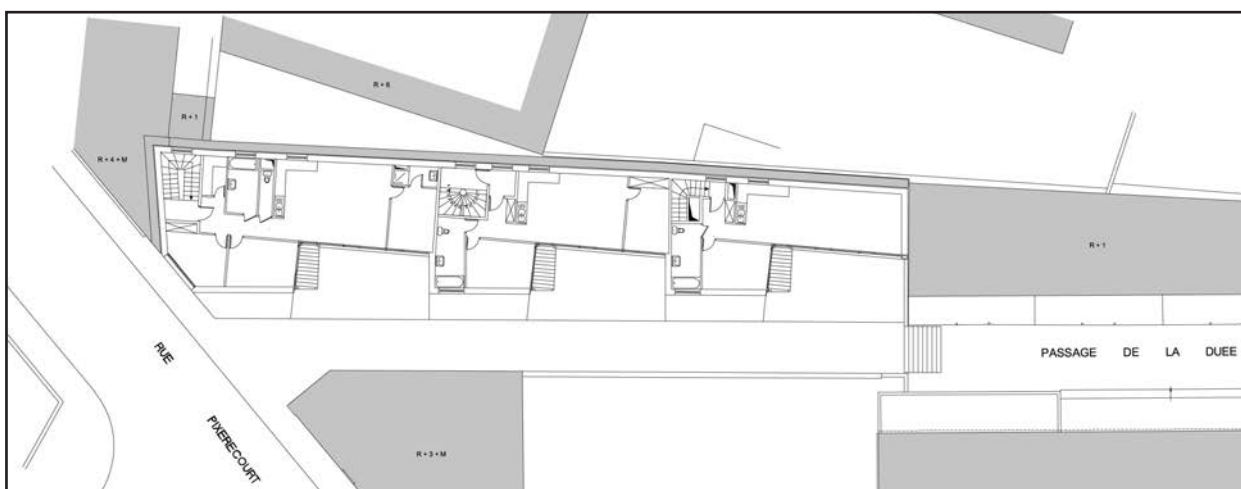 R + 6
R + 1
R + 4 + M
R + 1
RUE PIXERECOURT
PASSAGE DE LA DUEE
R + 3 + M